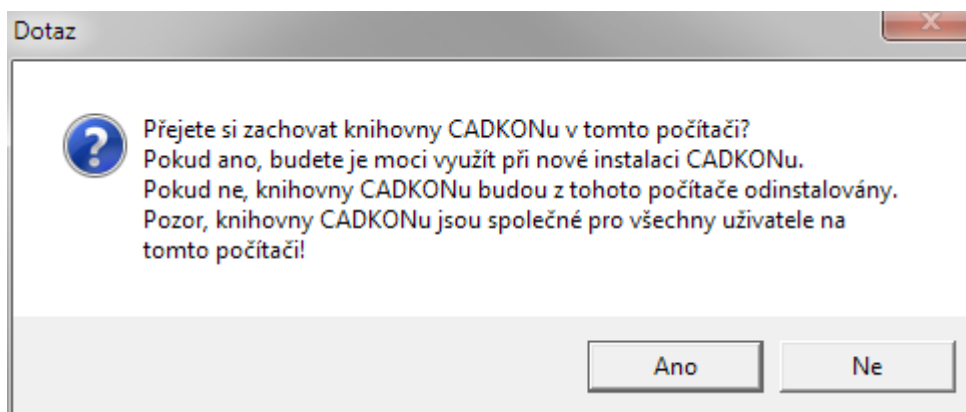 Dotaz
Přejete si zachovat knihovny CADKONu v tomto počítači?
Pokud ano, budete je moci využít při nové instalaci CADKONu.
Pokud ne, knihovny CADKONu budou z tohoto počítače odinstalovány.
Pozor, knihovny CADKONu jsou společné pro všechny uživatele na
tomto počítači!
Ano
Ne